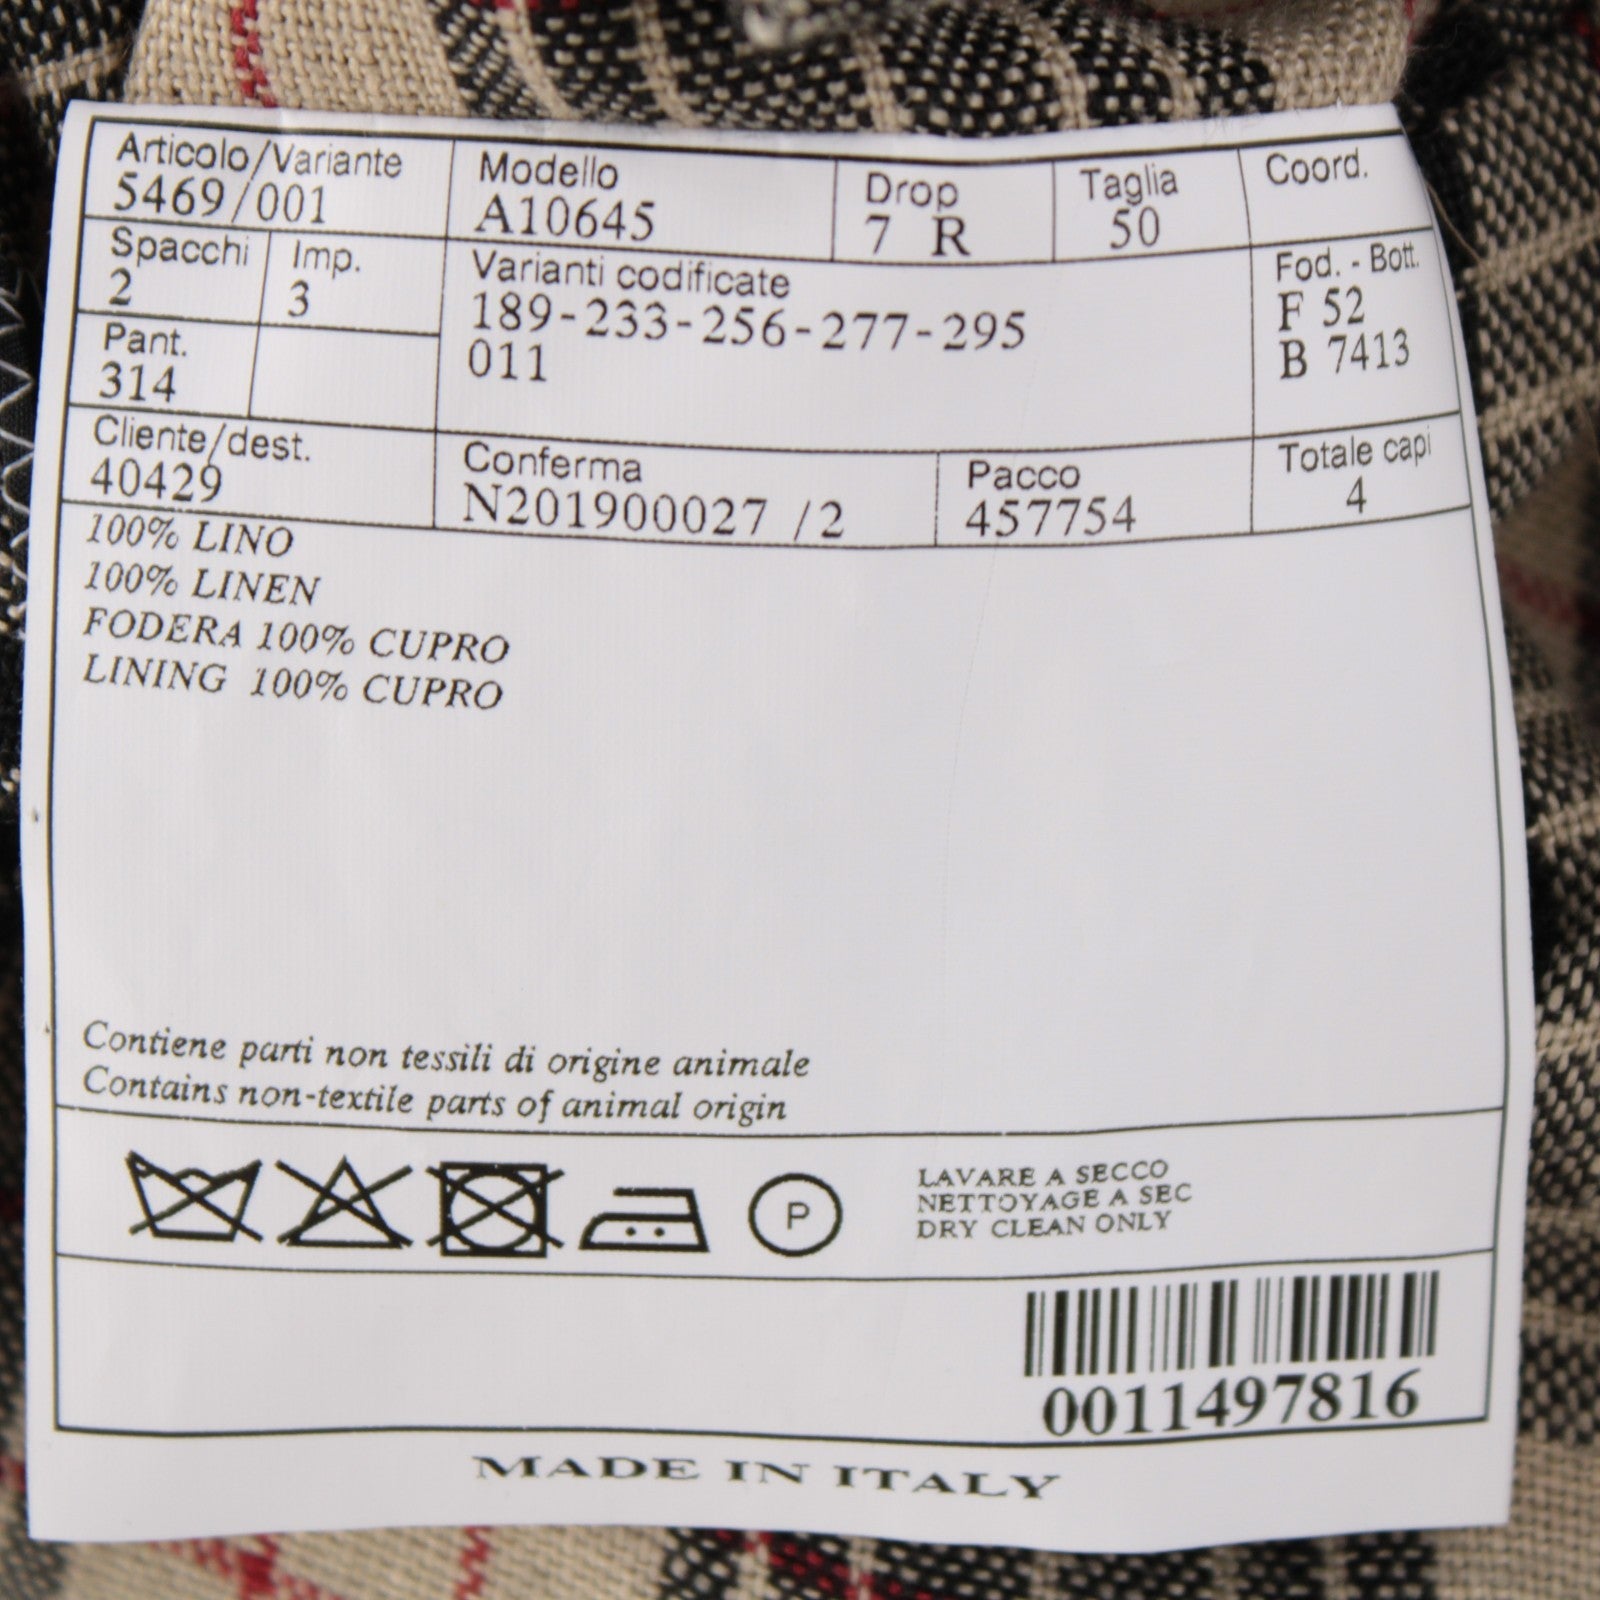 Articolo/Variante Modello Drop Taglia Coord.
5469/001 A10645 7 R 50
Spacchi Imp. Varianti codificate Fod. - Bott.
2 3 189-233-256-277-295 F 52
Pant. 011 B 7413
314
Cliente/dest. Conferma Pacco Totale capi
40429 N201900027 /2 457754 4
100% LINO
100% LINEN
FODERA 100% CUPRO
LINING 100% CUPRO
Contiene parti non tessili di origine animale
Contains non-textile parts of animal origin
P
LAVARE A SECCO
NETTOYAGE A SEC
DRY CLEAN ONLY
0011497816
MADE IN ITALY